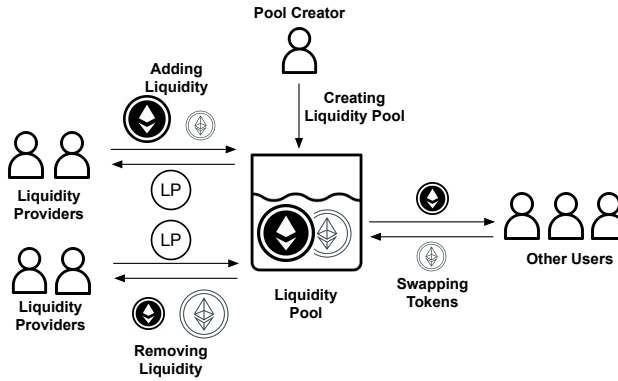 Pool Creator
Adding
Liquidity
Creating
Liquidity Pool
LP
Liquidity
Providers
LP
Other Users
Swapping
Tokens
Liquidity
Pool
Liquidity
Providers
Removing
Liquidity